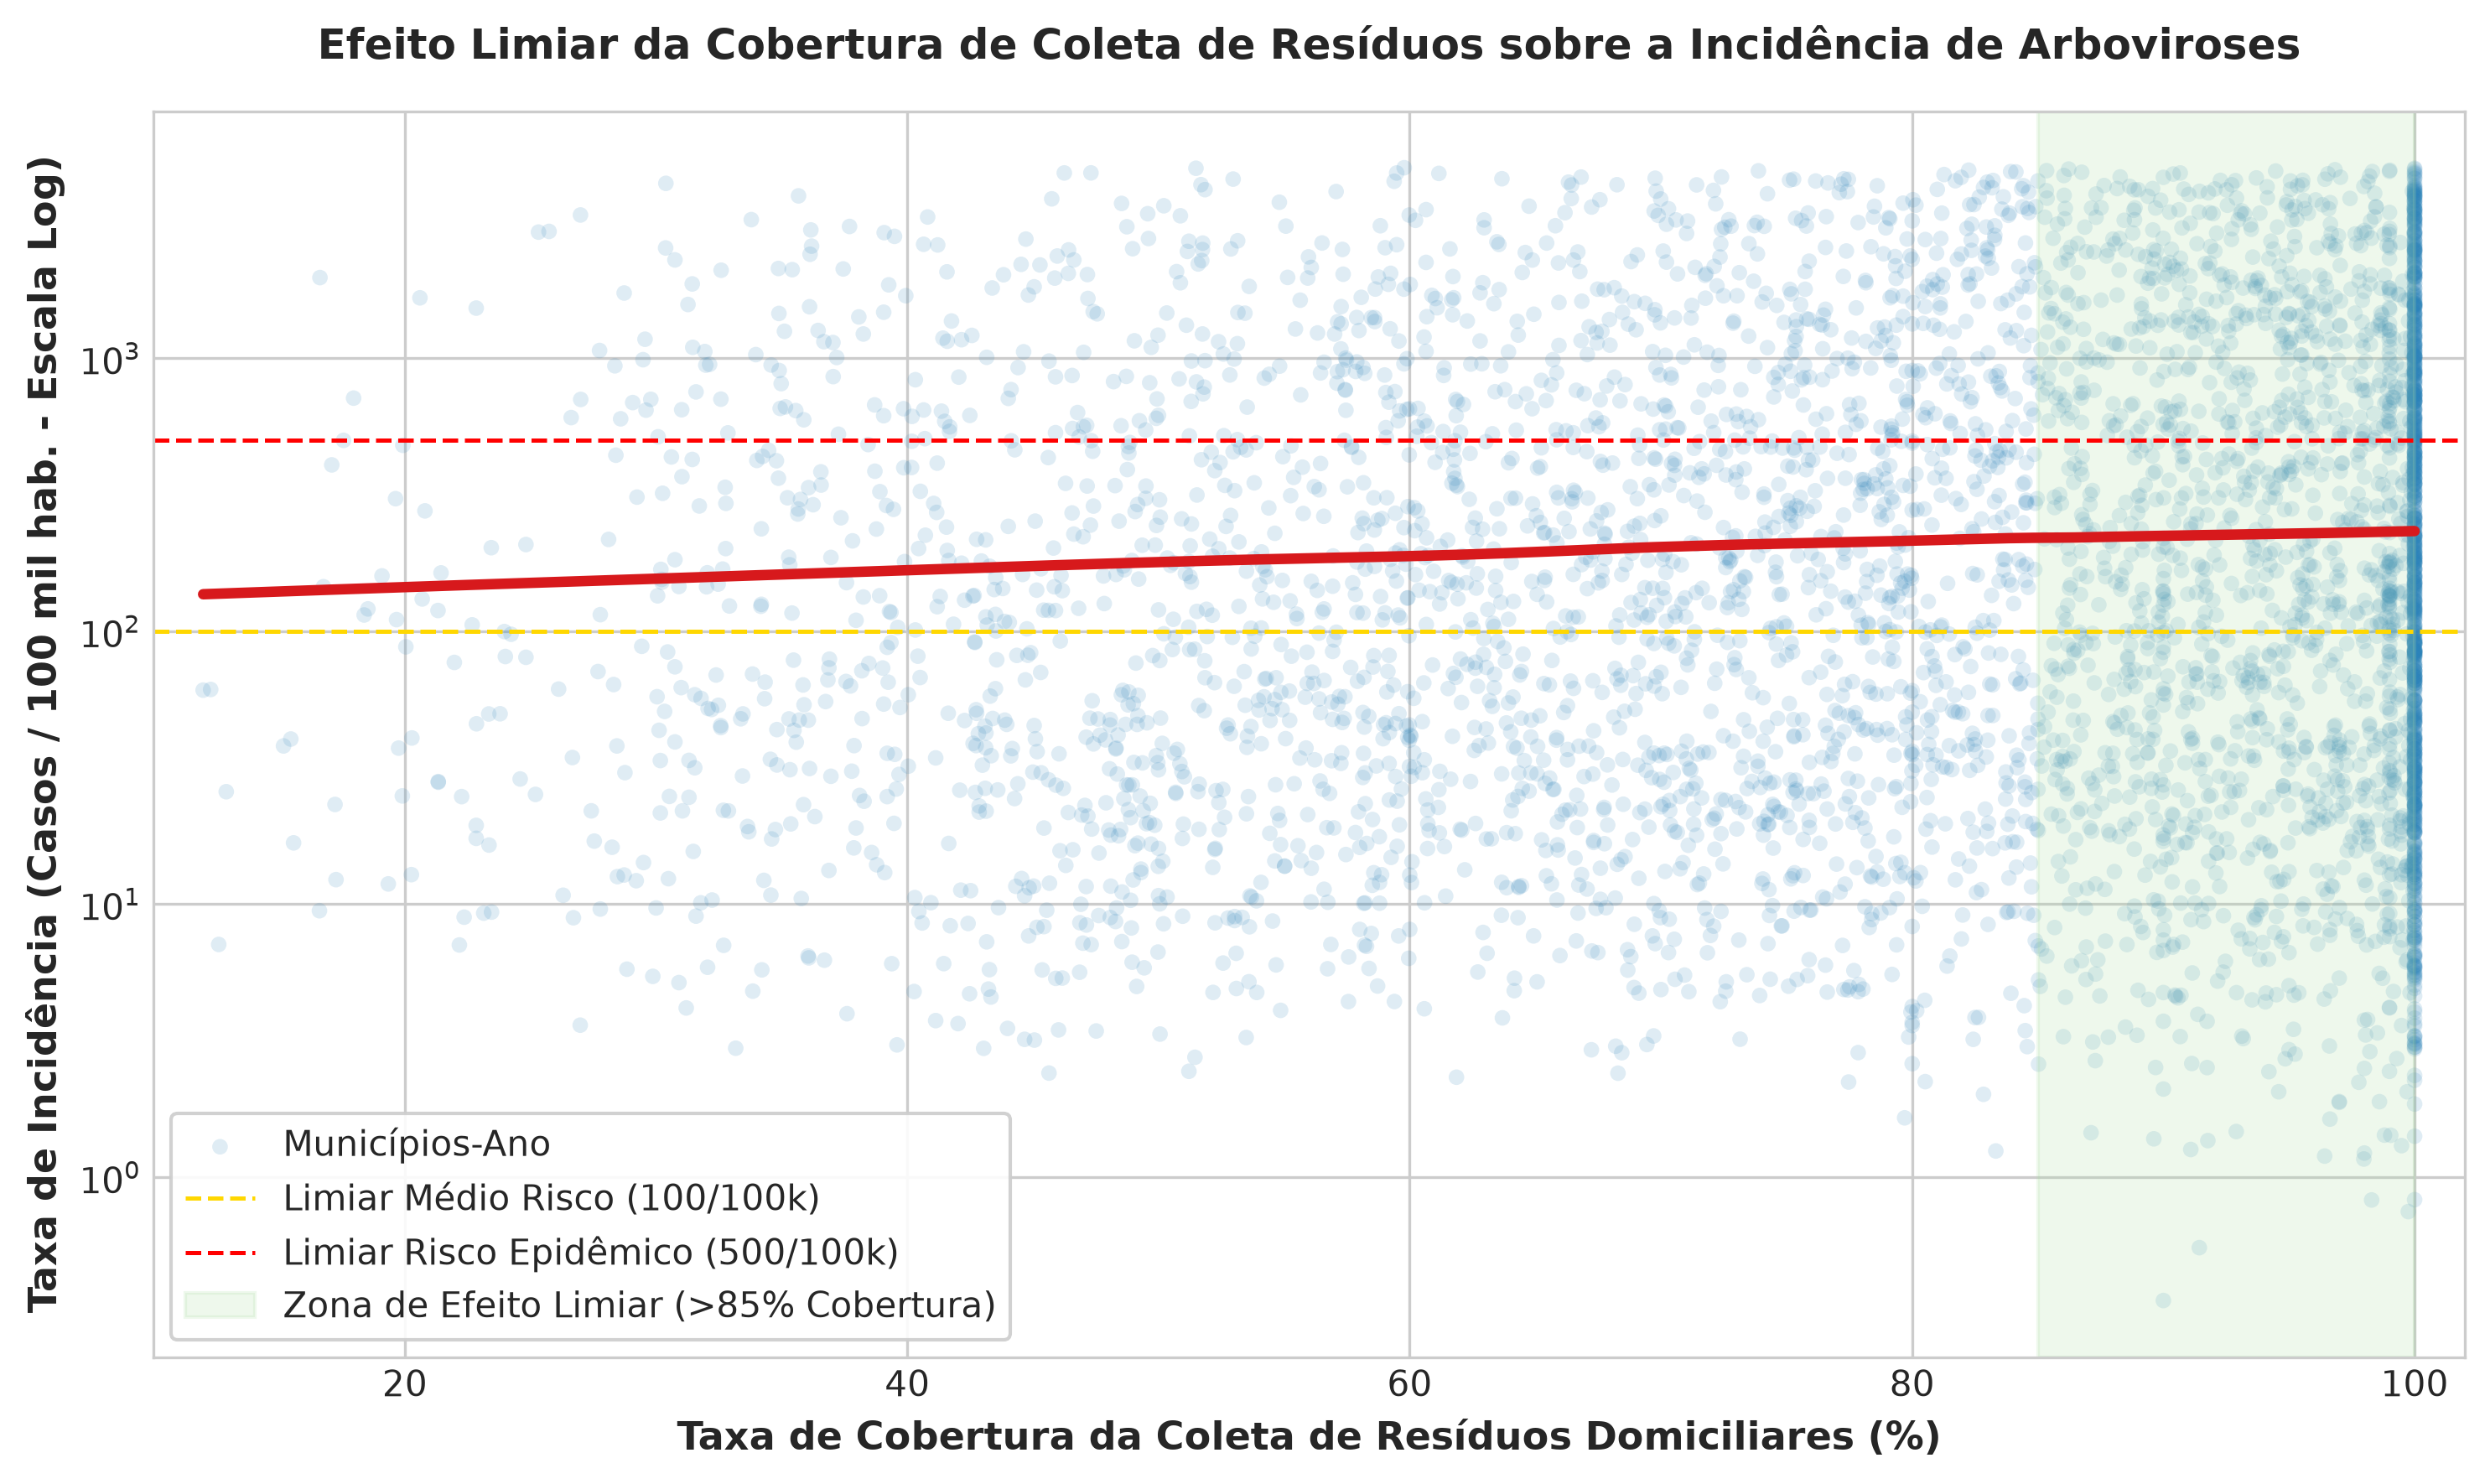 Efeito Limiar da Cobertura de Coleta de Resíduos sobre a Incidência de Arboviroses
Taxa de Incidência (Casos / 100 mil hab. - Escala Log)
10³
10²
10¹
10⁰
Municípios-Ano
Limiar Médio Risco (100/100k)
Limiar Risco Epidêmico (500/100k)
Zona de Efeito Limiar (>85% Cobertura)
20 40 60 80 100
Taxa de Cobertura da Coleta de Resíduos Domiciliares (%)